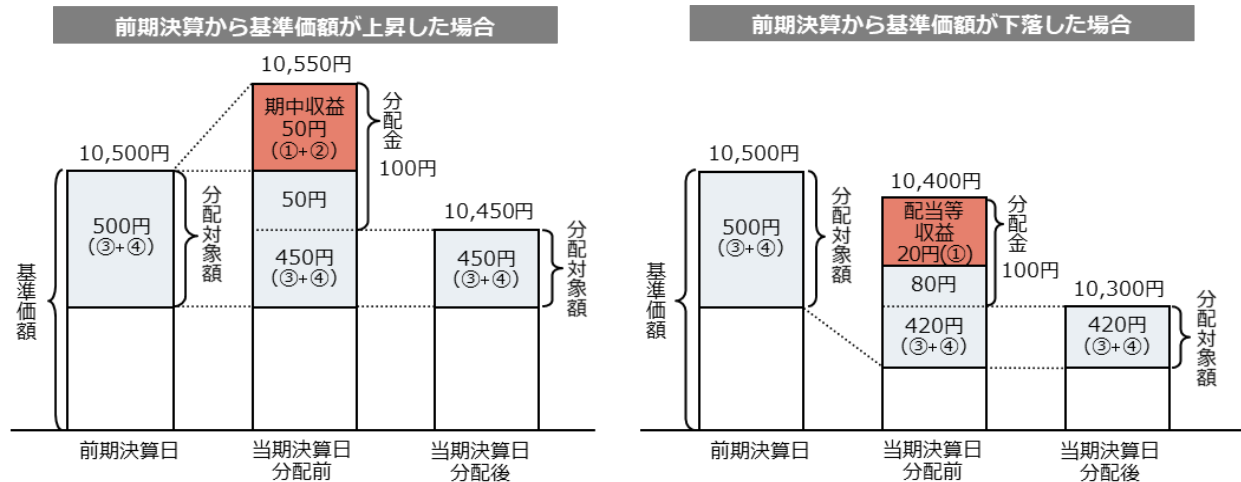 前期決算から基準価額が上昇した場合
10,550円
期中収益
50円
(①+②)
分配金
100円
10,500円
500円
(③+④)
分配対象額
50円
450円
(③+④)
10,450円
450円
(③+④)
分配対象額
基準価額
前期決算日
当期決算日
分配前
当期決算日
分配後
前期決算から基準価額が下落した場合
10,500円
500円
(③+④)
分配対象額
10,400円
配当等
収益
20円(①)
分配金
100円
80円
420円
(③+④)
10,300円
420円
(③+④)
分配対象額
基準価額
前期決算日
当期決算日
分配前
当期決算日
分配後